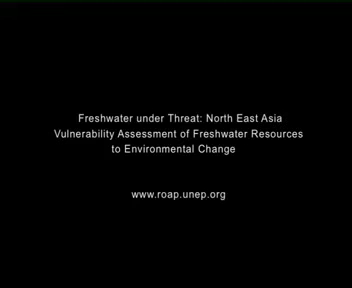 Freshwater under Threat: North East Asia
Vulnerability Assessment of Freshwater Resources
to Environmental Change
www.roap.unep.org